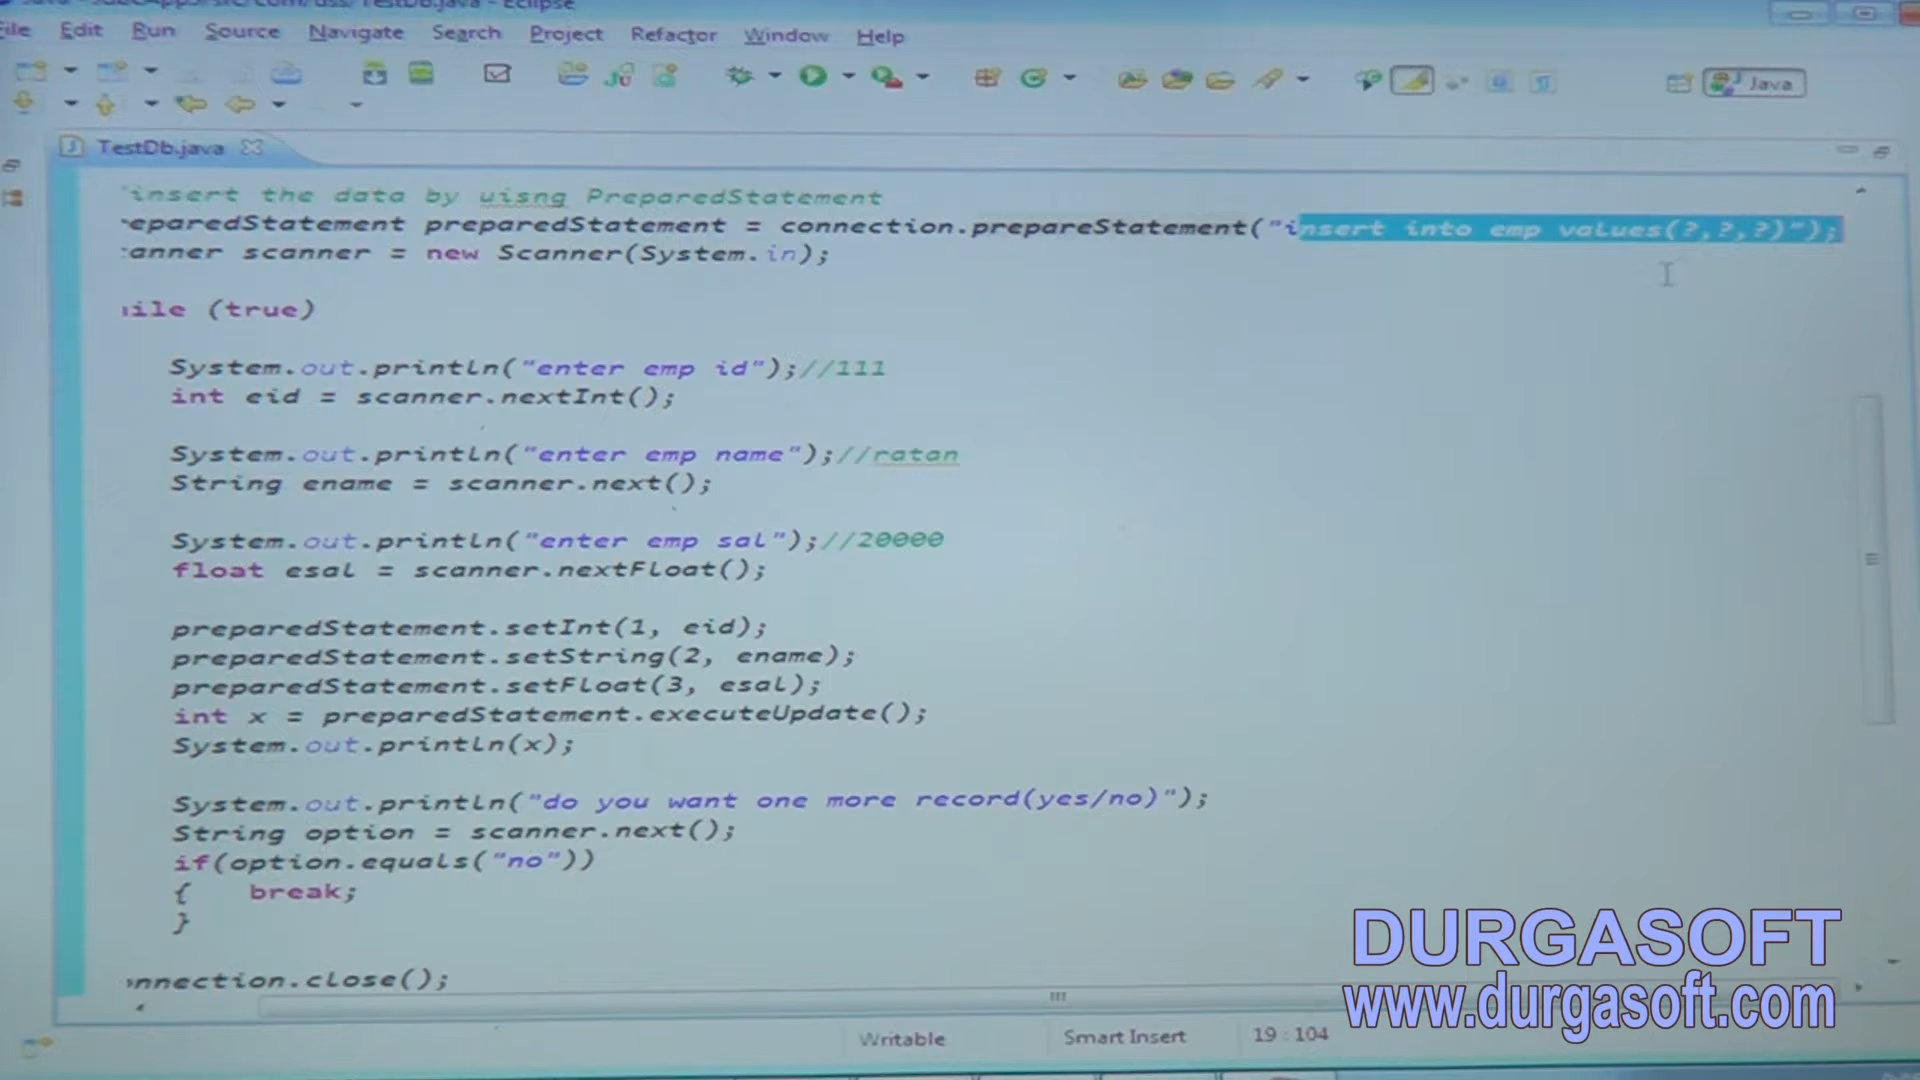 TestDb.java - Eclipse
File Edit Run Source Navigate Search Project Refactor Window Help
Java
TestDb.java
insert the data by uisng PreparedStatement
eparedStatement preparedStatement = connection.prepareStatement("insert into emp values(?,?,?)");
anner scanner = new Scanner(System.in);
ile (true)
System.out.println("enter emp id");//111
int eid = scanner.nextInt();
System.out.println("enter emp name");//ratan
String ename = scanner.next();
System.out.println("enter emp sal");//20000
float esal = scanner.nextFloat();
preparedStatement.setInt(1, eid);
preparedStatement.setString(2, ename);
preparedStatement.setFloat(3, esal);
int x = preparedStatement.executeUpdate();
System.out.println(x);
System.out.println("do you want one more record(yes/no)");
String option = scanner.next();
if(option.equals("no"))
{ break;
}
nnection.close();
DURGASOFT
www.durgasoft.com
Writable Smart Insert 19 : 104